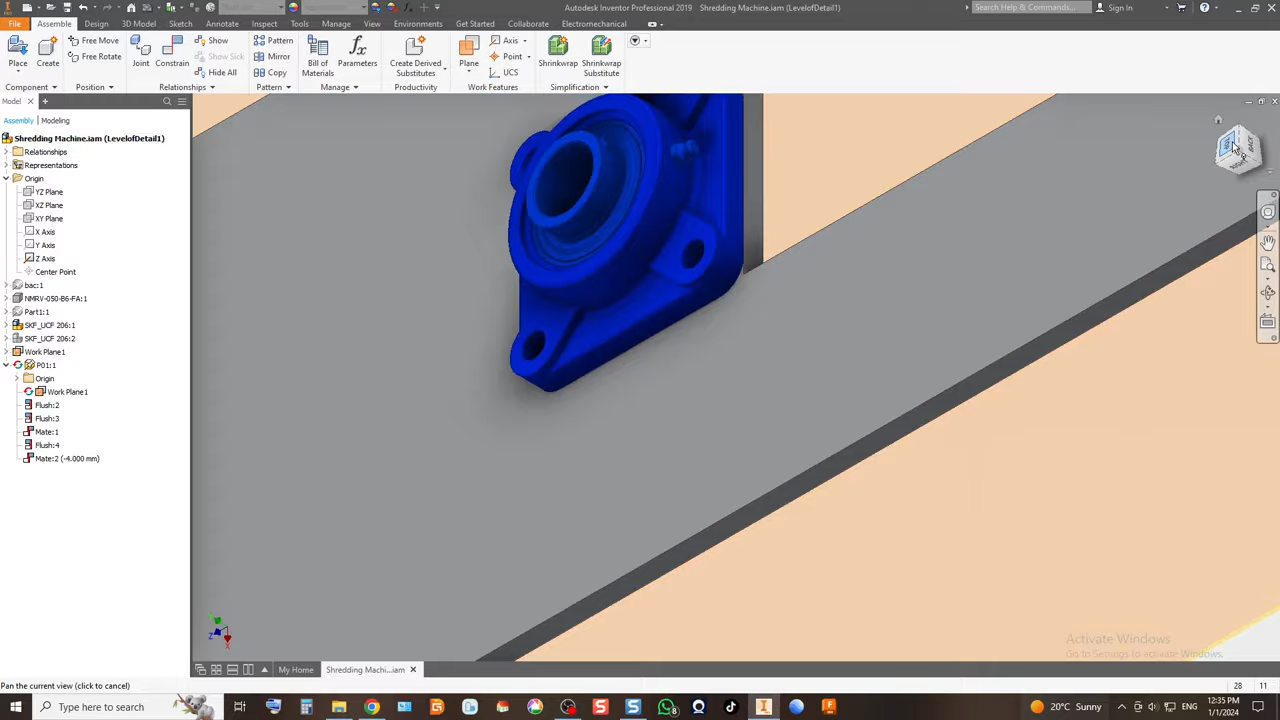 Autodesk Inventor Professional 2019 Shredding Machine.iam (LevelofDetail1)
Search Help & Commands...
Sign In
File Assemble Design 3D Model Sketch Annotate Inspect Tools Manage View Environments Get Started Collaborate Electromechanical
Place
Create
Free Move
Free Rotate
Component
Position
Joint
Constrain
Show
Show Sick
Hide All
Relationships
Pattern
Mirror
Copy
Pattern
Bill of
Materials
Parameters
Manage
Create Derived
Substitutes
Productivity
Plane
Axis
Point
UCS
Work Features
Shrinkwrap
Shrinkwrap
Substitute
Simplification
Model
Assembly Modeling
Shredding Machine.iam (LevelofDetail1)
Relationships
Representations
Origin
YZ Plane
XZ Plane
XY Plane
X Axis
Y Axis
Z Axis
Center Point
bac:1
NMRV-050-B6-FA:1
Part1:1
SKF_UCF 206:1
SKF_UCF 206:2
Work Plane1
P01:1
Origin
Work Plane1
Flush:2
Flush:3
Mate:1
Flush:4
Mate:2 (-4.000 mm)
Z
X
Activate Windows
Go to Settings to activate Windows.
My Home
Shredding Machi...iam
Pan the current view (click to cancel)
28 11
Type here to search
8
20°C Sunny
12:35 PM
1/1/2024